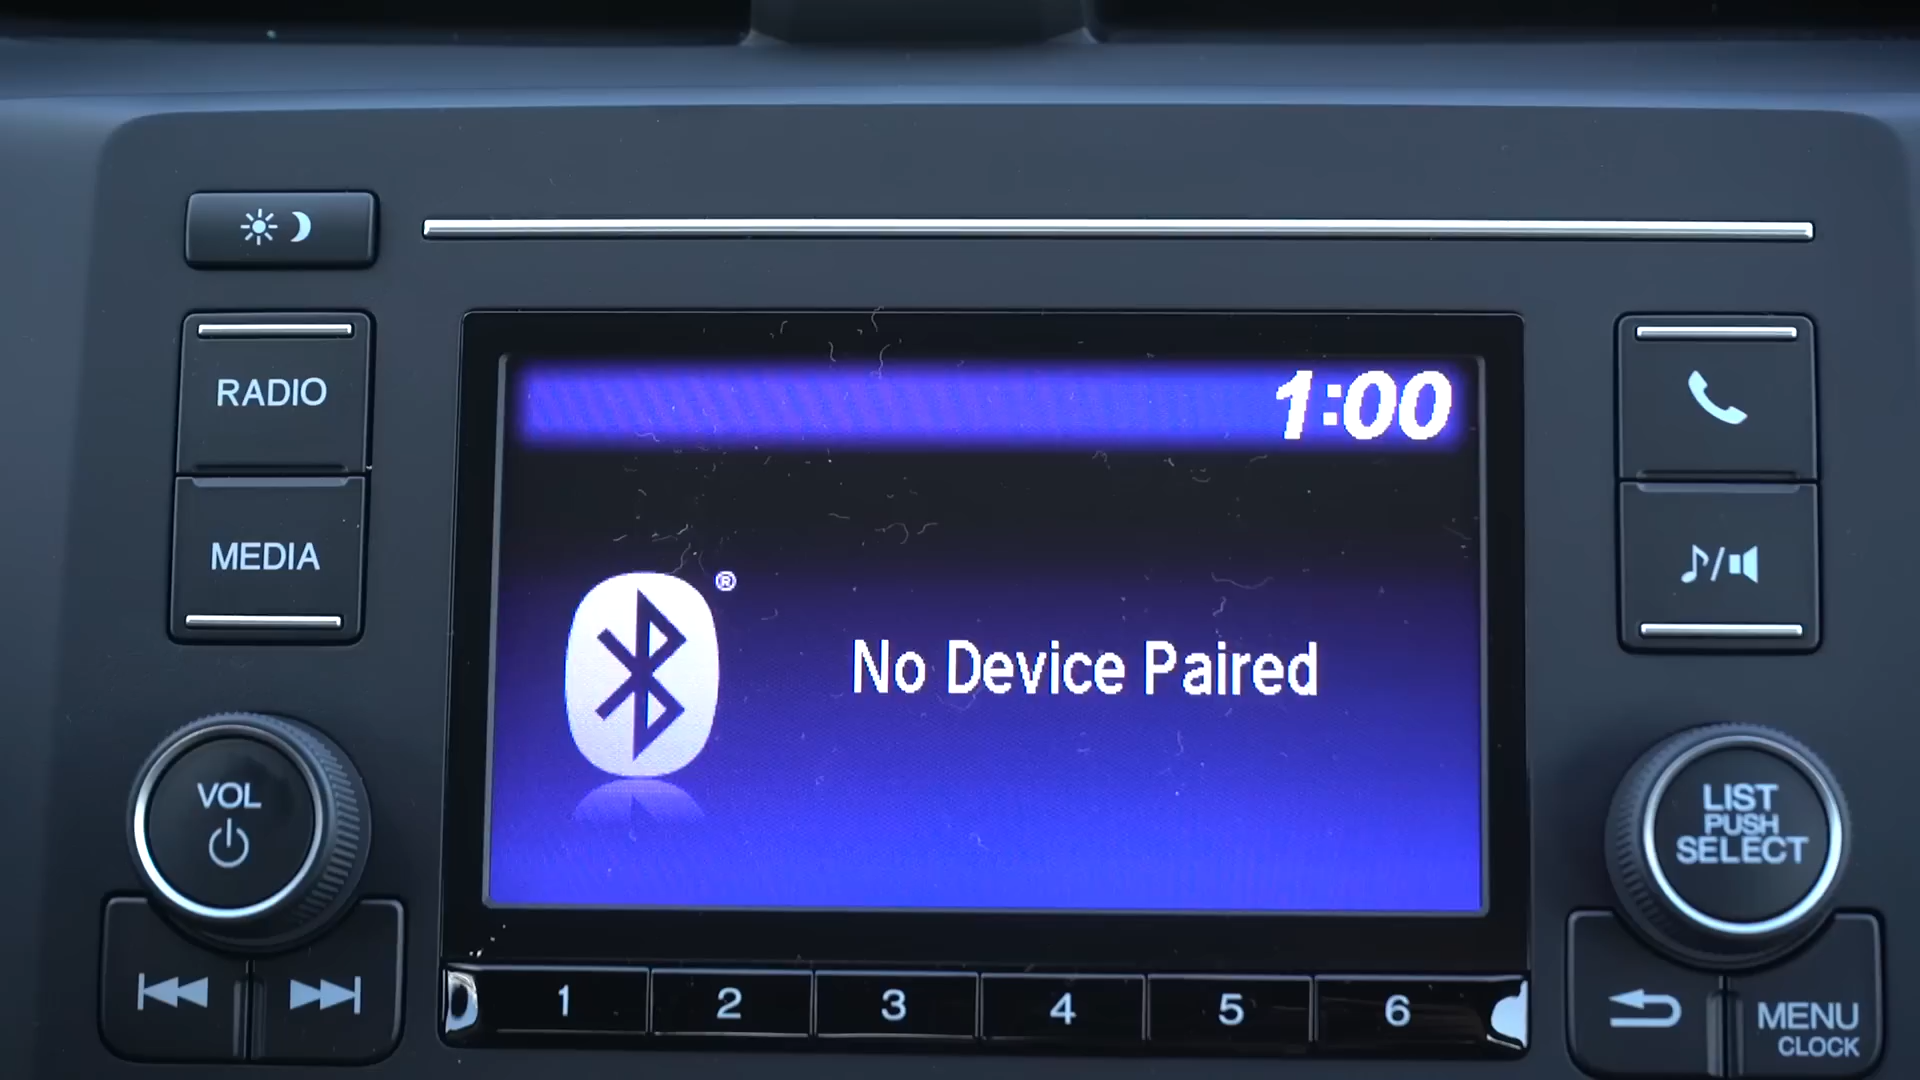 1:00
RADIO
MEDIA
®
No Device Paired
VOL
LIST
PUSH
SELECT
1 2 3 4 5 6
MENU
CLOCK